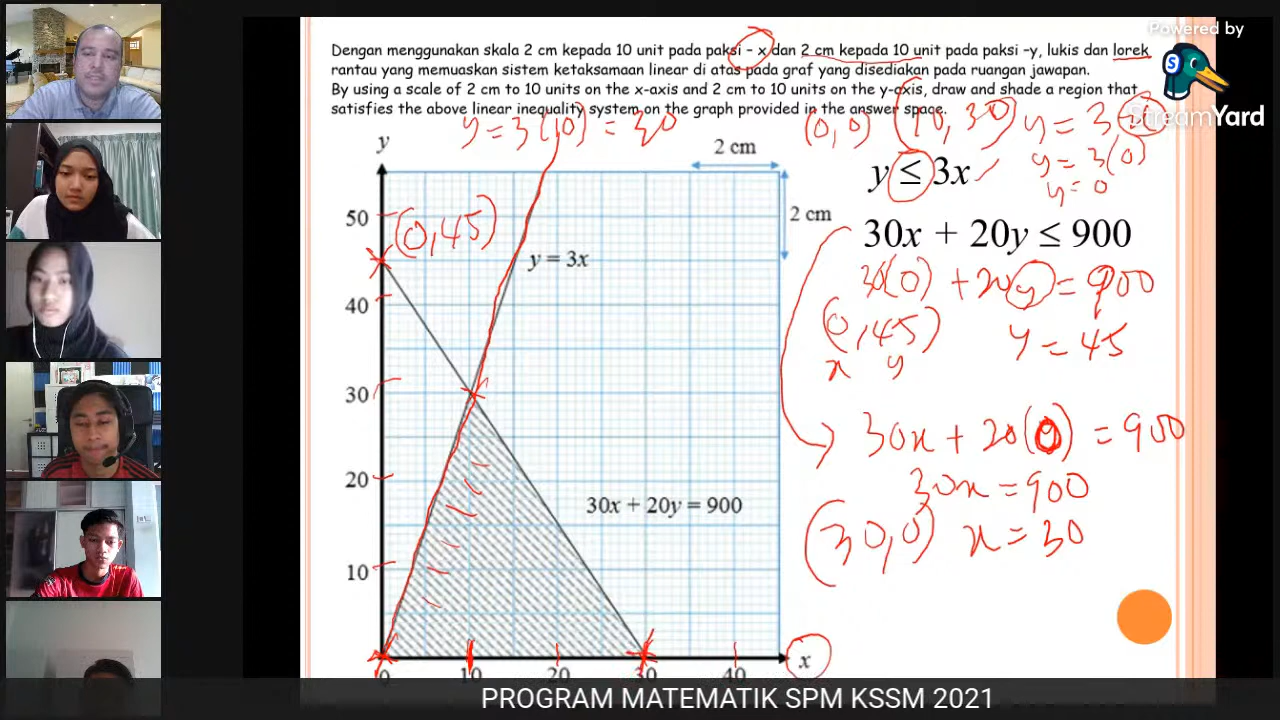 Powered by
StreamYard
Dengan menggunakan skala 2 cm kepada 10 unit pada paksi – x dan 2 cm kepada 10 unit pada paksi -y, lukis dan lorek
rantau yang memuaskan sistem ketaksamaan linear di atas pada graf yang disediakan pada ruangan jawapan.
By using a scale of 2 cm to 10 units on the x-axis and 2 cm to 10 units on the y-axis, draw and shade a region that
satisfies the above linear inequality system on the graph provided in the answer space.
y = 3(10) = 30
(0, 0) (10, 30) y = 3
y = 3(0)
y = 0
y
2 cm
2 cm
y ≤ 3x
30x + 20y ≤ 900
30(0) + 20y = 900
(0, 45) y = 45
x y
30x + 20(0) = 900
30x = 900
(30, 0) x = 30
50
(0, 45)
y = 3x
40
30
20
30x + 20y = 900
10
0 10 20 30 40 x
PROGRAM MATEMATIK SPM KSSM 2021